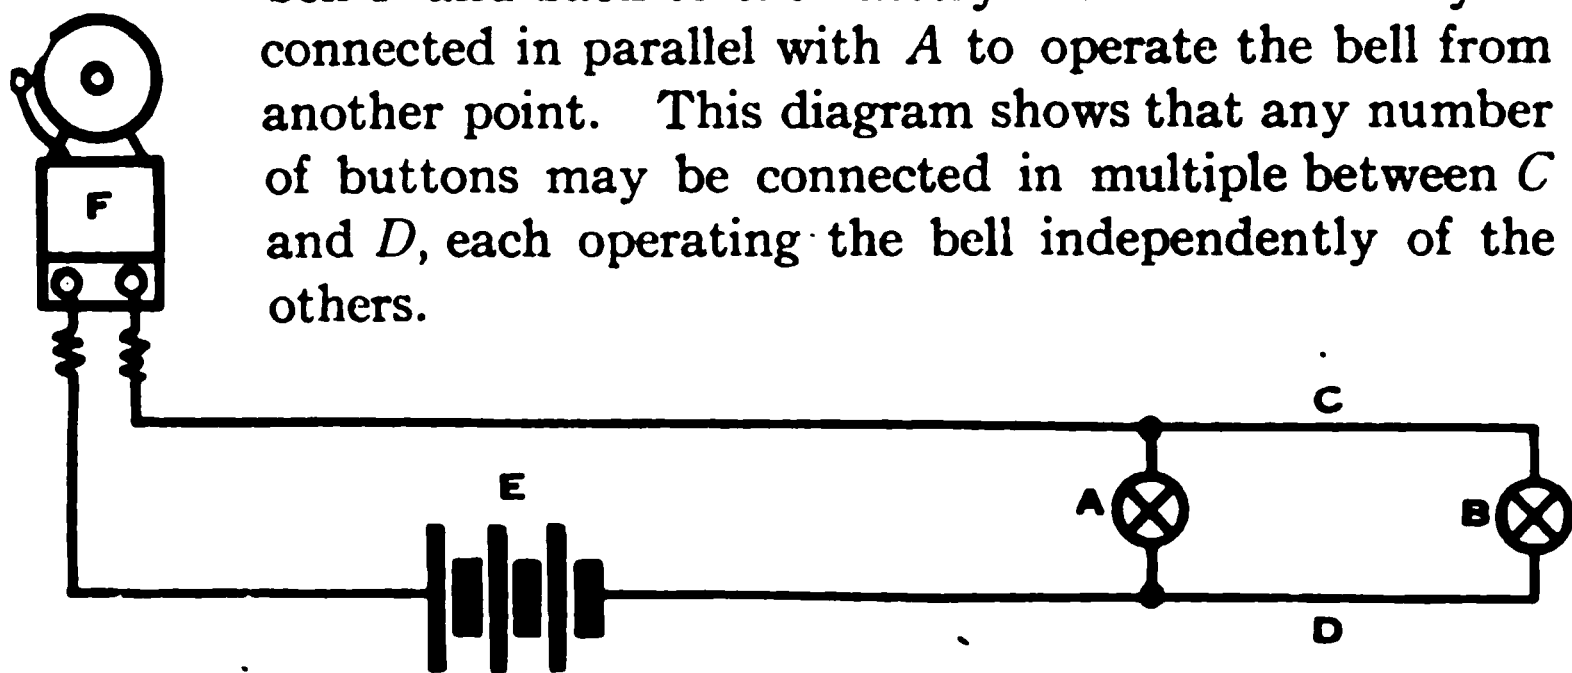 connected in parallel with A to operate the bell from
another point. This diagram shows that any number
of buttons may be connected in multiple between C
and D, each operating the bell independently of the
others.
F
C
E
A
B
D